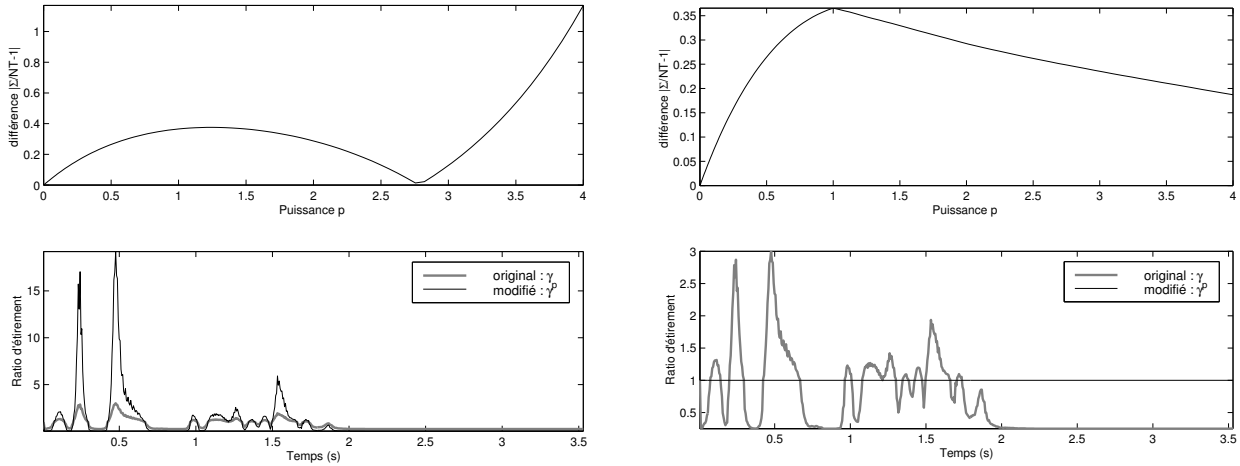 différence |Σ/NT-1|
1
0.8
0.6
0.4
0.2
0
0 0.5 1 1.5 2 2.5 3 3.5 4
Puissance p
différence |Σ/NT-1|
0.35
0.3
0.25
0.2
0.15
0.1
0.05
0
0 0.5 1 1.5 2 2.5 3 3.5 4
Puissance p
Ratio d'étirement
15
10
5
0.5 1 1.5 2 2.5 3 3.5
Temps (s)
original : γ
modifié : γᵖ
Ratio d'étirement
3
2.5
2
1.5
1
0.5
0.5 1 1.5 2 2.5 3 3.5
Temps (s)
original : γ
modifié : γᵖ